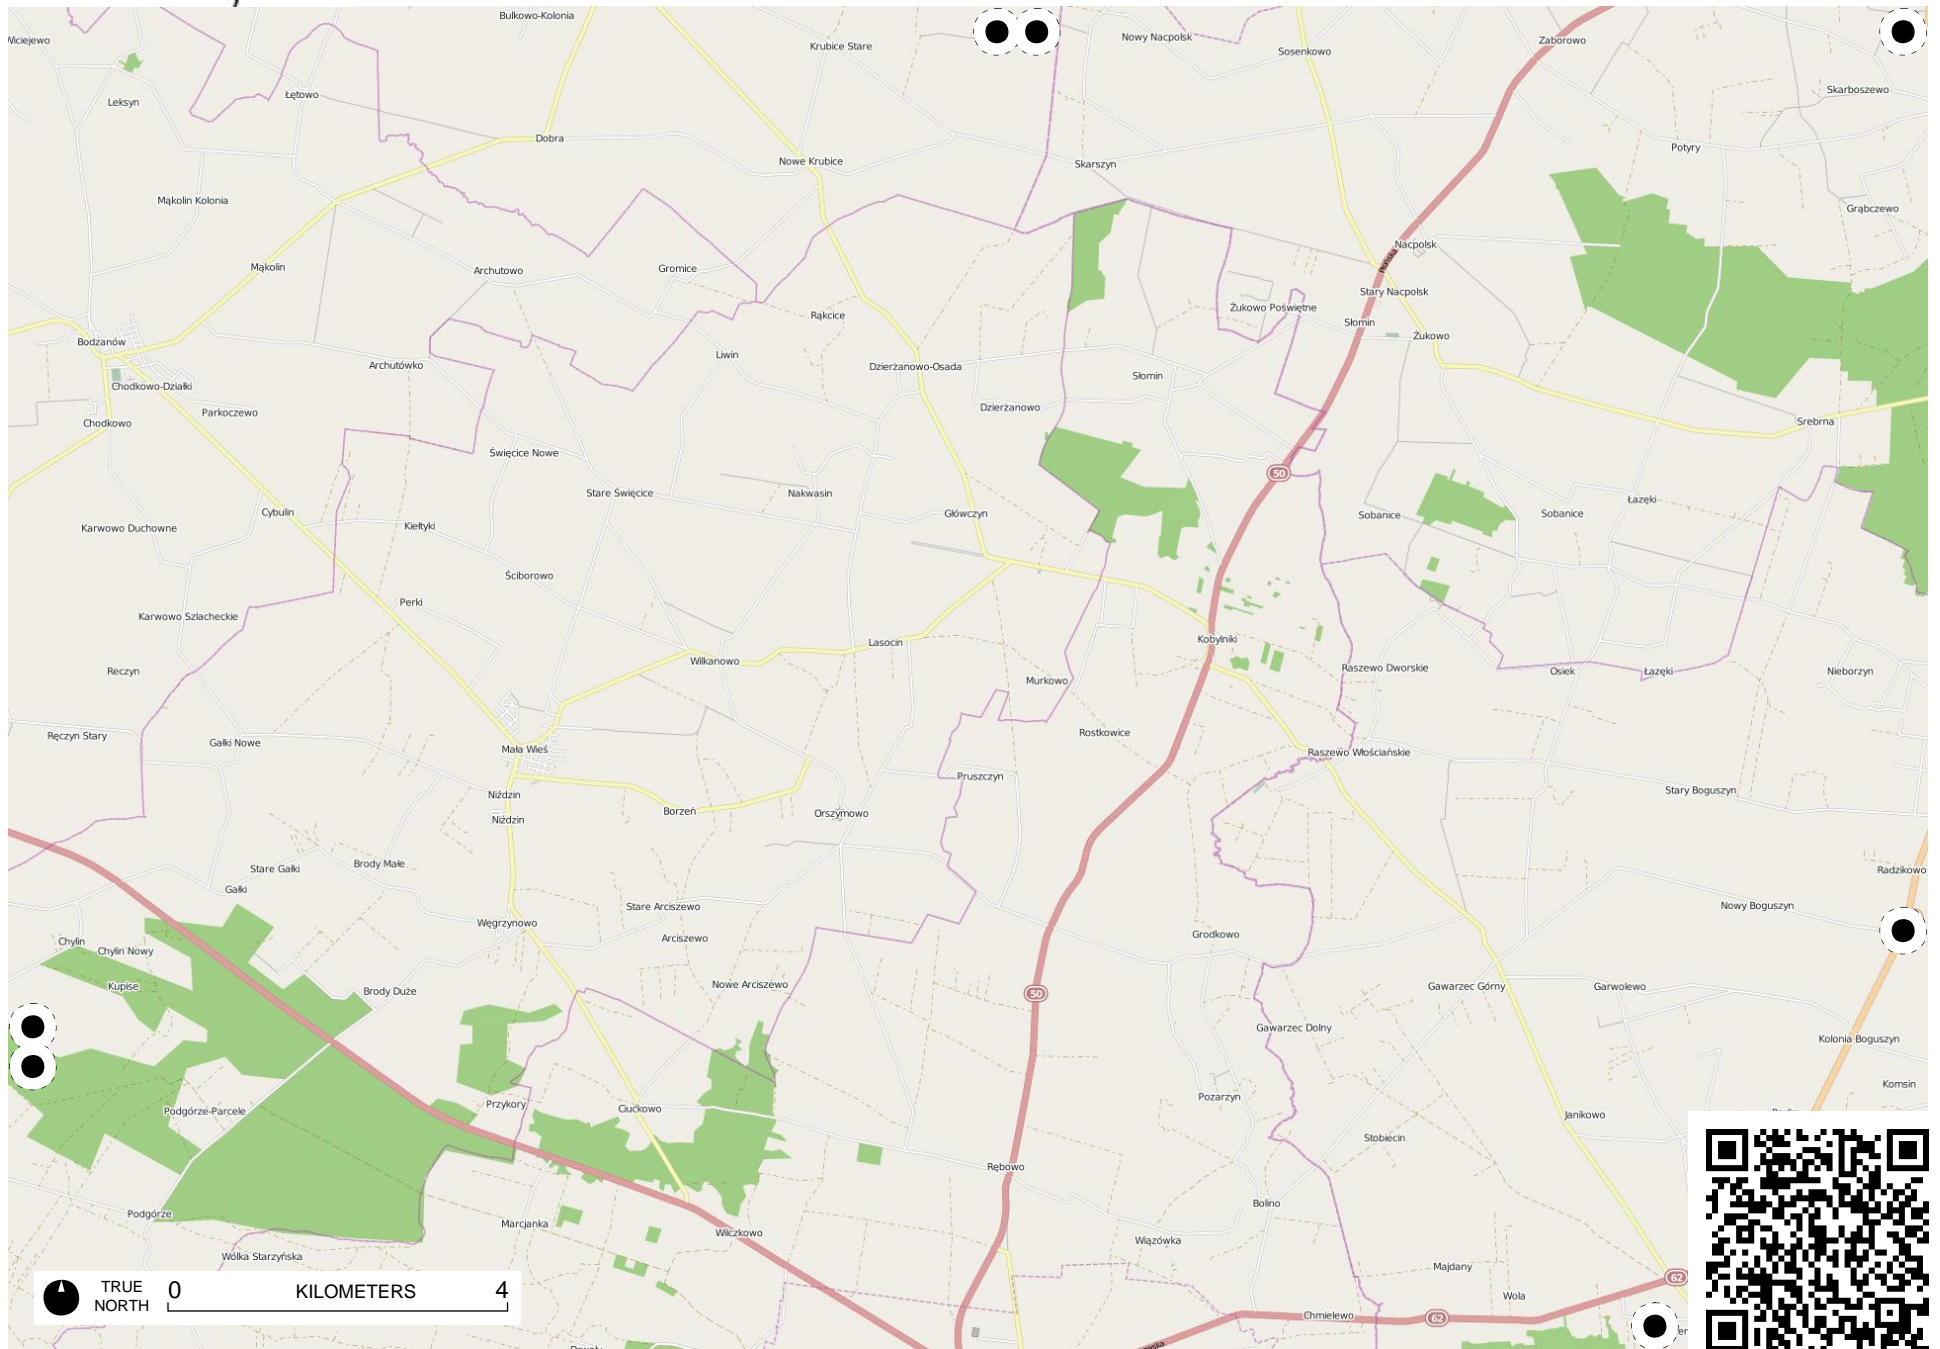 Bulkowo-Kolonia
Nowy Nacpolsk
Zaborowo
Krubice Stare
Sosenkowo
Skarboszewo
Łętowo
Leksyn
Dobra
Potyry
Nowe Krubice
Skarszyn
Mąkolin Kolonia
Grąbczewo
Nacpolsk
Płońska
Mąkolin
Archutowo
Gromice
Stary Nacpolsk
Żukowo Poświętne
Rąkcice
Słomin
Żukowo
Bodzanów
Liwin
Archutówko
Dzierżanowo-Osada
Słomin
Chodkowo-Działki
Dzierżanowo
Parkoczewo
Chodkowo
Srebrna
Święcice Nowe
50
Stare Święcice
Nakwasin
Łazęki
Cybulin
Główczyn
Sobanice
Sobanice
Karwowo Duchowne
Kiełtyki
Ściborowo
Perki
Karwowo Szlacheckie
Kobylniki
Lasocin
Wilkanowo
Raszewo Dworskie
Reczyn
Osiek
Łazęki
Nieborzyn
Murkowo
Ręczyn Stary
Gałki Nowe
Rostkowice
Mała Wieś
Raszewo Włościańskie
Pruszczyn
Niździn
Stary Boguszyn
Borzeń
Orszymowo
Niździn
Brody Małe
Stare Gałki
Radzikowo
Gałki
Stare Arciszewo
Nowy Boguszyn
Węgrzynowo
Grodkowo
Chylin
Arciszewo
Chylin Nowy
Kupise
Nowe Arciszewo
Gawarzec Górny
Garwolewo
Brody Duże
50
Gawarzec Dolny
Kolonia Boguszyn
Komsin
Pozarzyn
Przykory
Podgórze-Parcele
Ciućkowo
Janikowo
Stobiecin
Rębowo
Bolino
Podgórze
Marcjanka
Wilczkowo
Wiązówka
Wólka Starzyńska
Majdany
62
TRUE
NORTH
0 KILOMETERS 4
Wola
Chmielewo
62